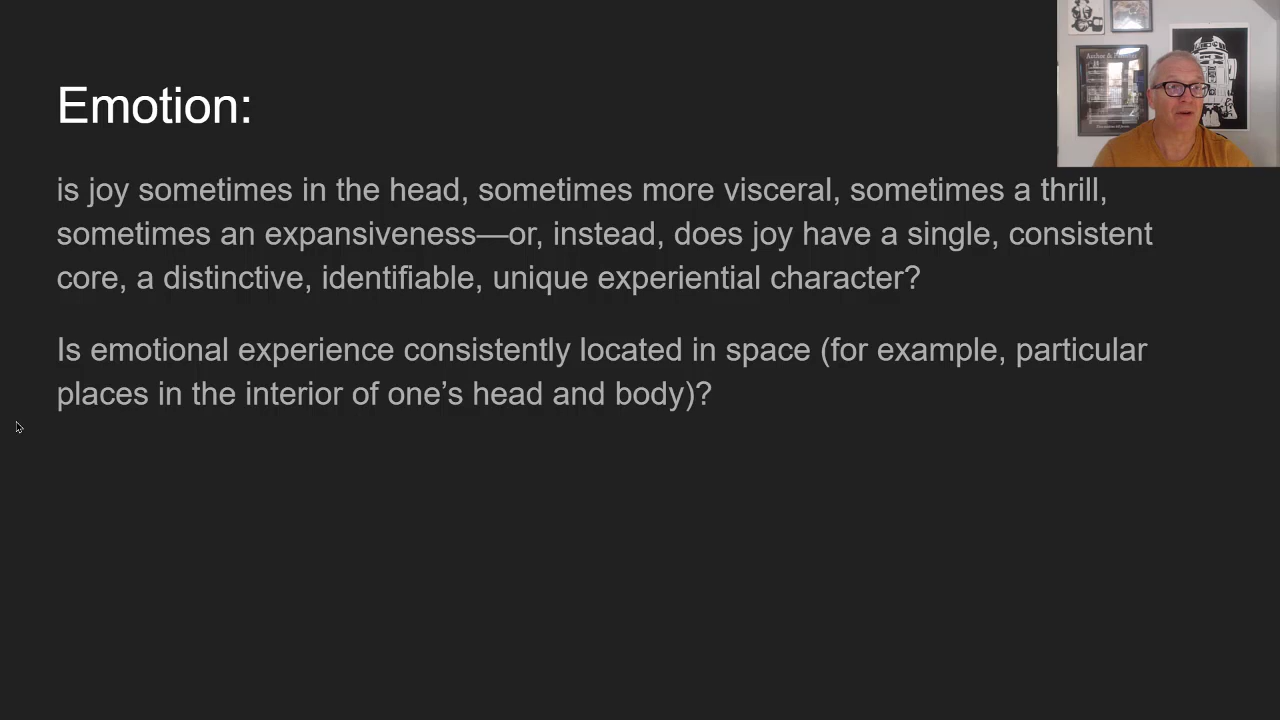 Emotion:
is joy sometimes in the head, sometimes more visceral, sometimes a thrill,
sometimes an expansiveness—or, instead, does joy have a single, consistent
core, a distinctive, identifiable, unique experiential character?
Is emotional experience consistently located in space (for example, particular
places in the interior of one’s head and body)?